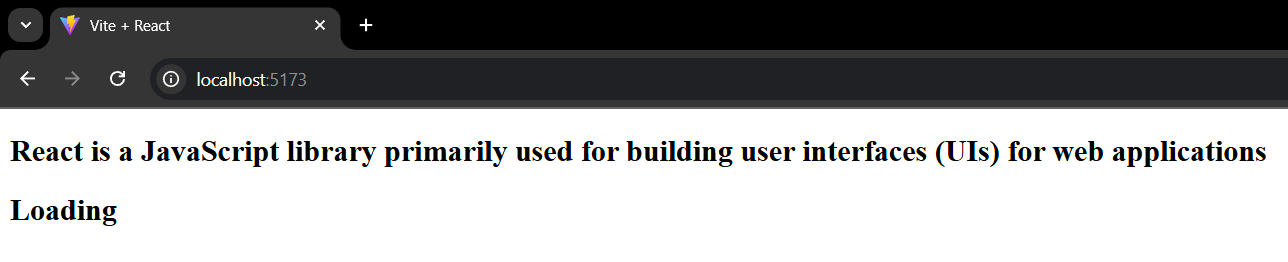 Vite + React
localhost:5173
React is a JavaScript library primarily used for building user interfaces (UIs) for web applications
Loading